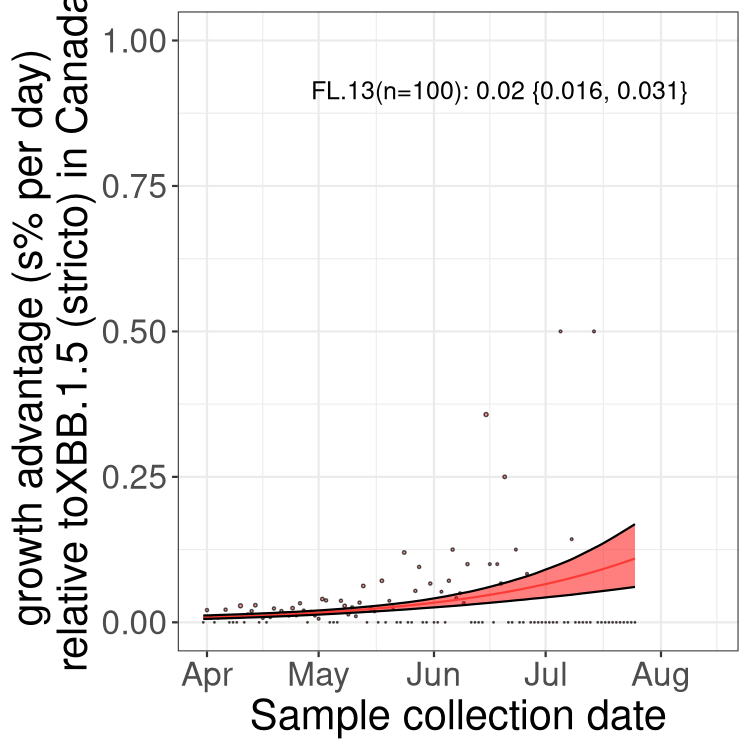 growth advantage (s% per day)
relative toXBB.1.5 (stricto) in Canada
1.00
0.75
0.50
0.25
0.00
FL.13(n=100): 0.02 {0.016, 0.031}
Apr May Jun Jul Aug
Sample collection date